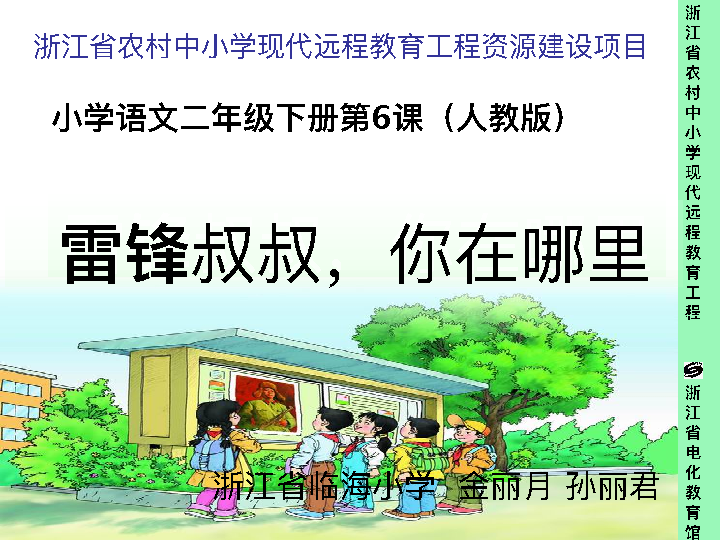 浙江省农村中小学现代远程教育工程资源建设项目
小学语文二年级下册第6课（人教版）
雷锋叔叔，你在哪里
浙江省临海小学 金丽月 孙丽君
浙江省农村中小学现代远程教育工程
浙江省电化教育馆